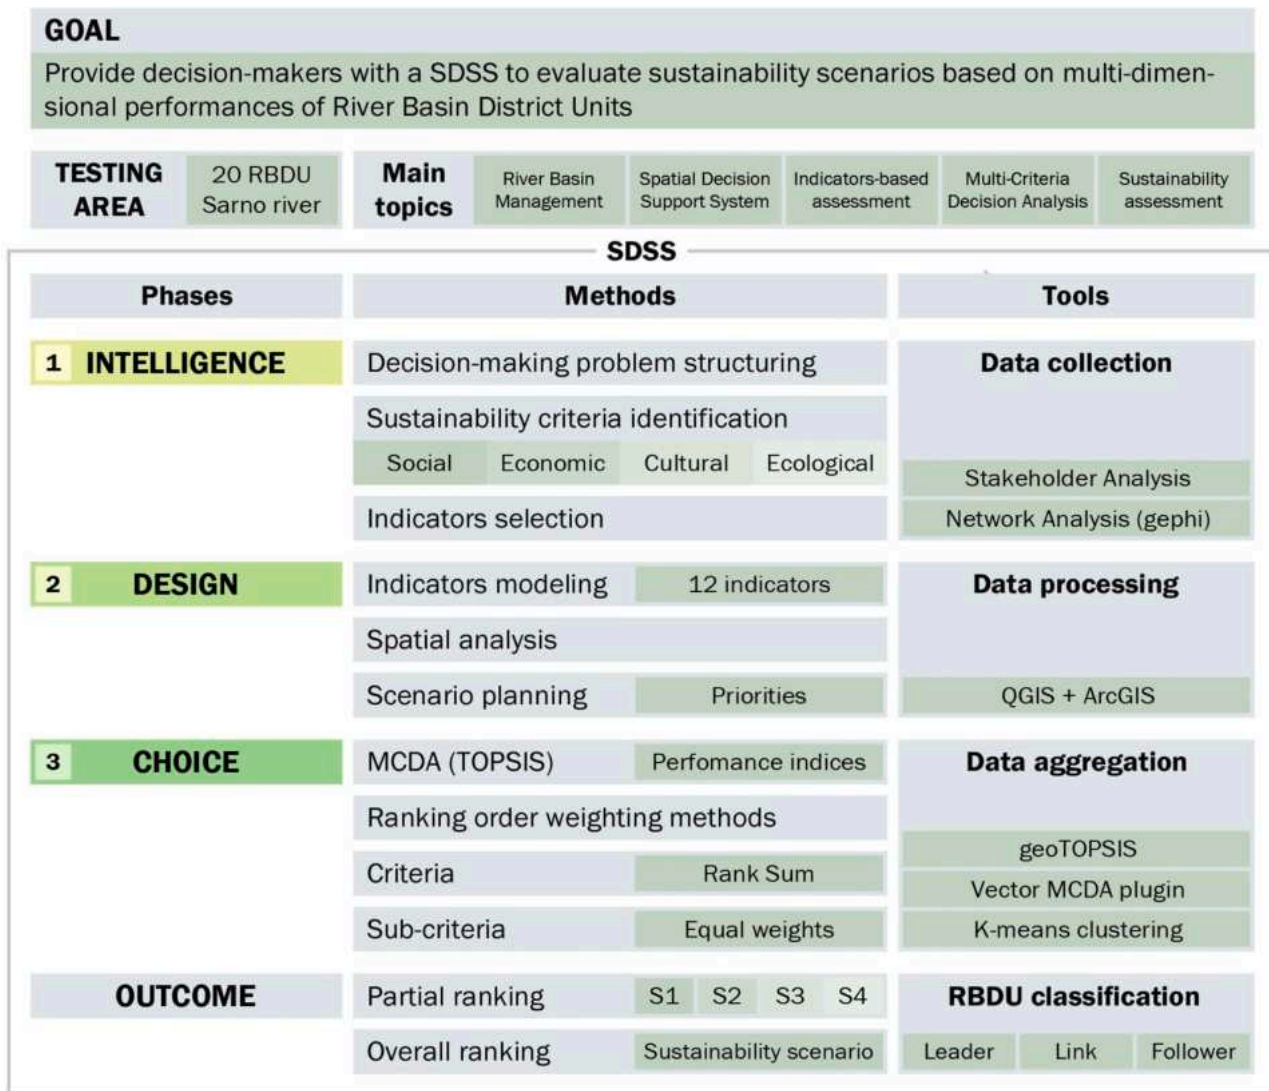 GOAL
Provide decision-makers with a SDSS to evaluate sustainability scenarios based on multi-dimen-
sional performances of River Basin District Units
TESTING
AREA
20 RBDU
Sarno river
Main
topics
River Basin
Management
Spatial Decision
Support System
Indicators-based
assessment
Multi-Criteria
Decision Analysis
Sustainability
assessment
SDSS
Phases
Methods
Tools
1 INTELLIGENCE
Decision-making problem structuring
Sustainability criteria identification
Social
Economic
Cultural
Ecological
Indicators selection
Data collection
Stakeholder Analysis
Network Analysis (gephi)
2 DESIGN
Indicators modeling
12 indicators
Spatial analysis
Scenario planning
Priorities
Data processing
QGIS + ArcGIS
3 CHOICE
MCDA (TOPSIS)
Perfomance indices
Ranking order weighting methods
Criteria
Rank Sum
Sub-criteria
Equal weights
Data aggregation
geoTOPSIS
Vector MCDA plugin
K-means clustering
OUTCOME
Partial ranking
S1
S2
S3
S4
Overall ranking
Sustainability scenario
RBDU classification
Leader
Link
Follower